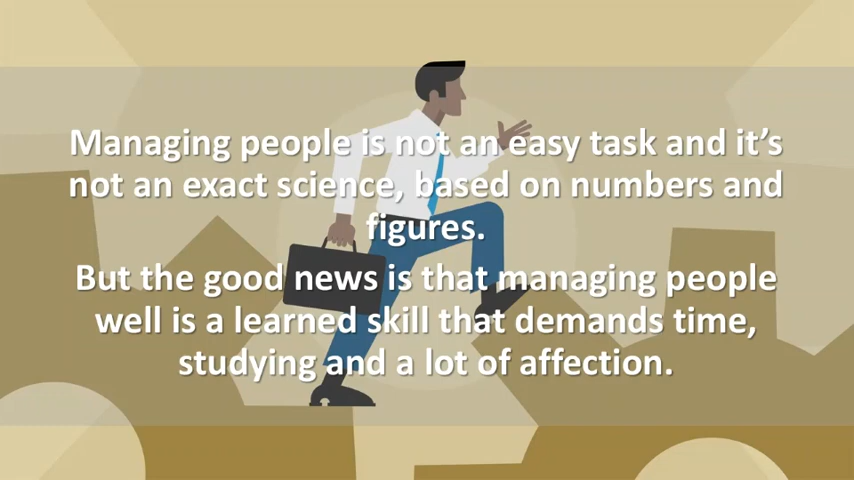 Managing people is not an easy task and it’s
not an exact science, based on numbers and
figures.
But the good news is that managing people
well is a learned skill that demands time,
studying and a lot of affection.